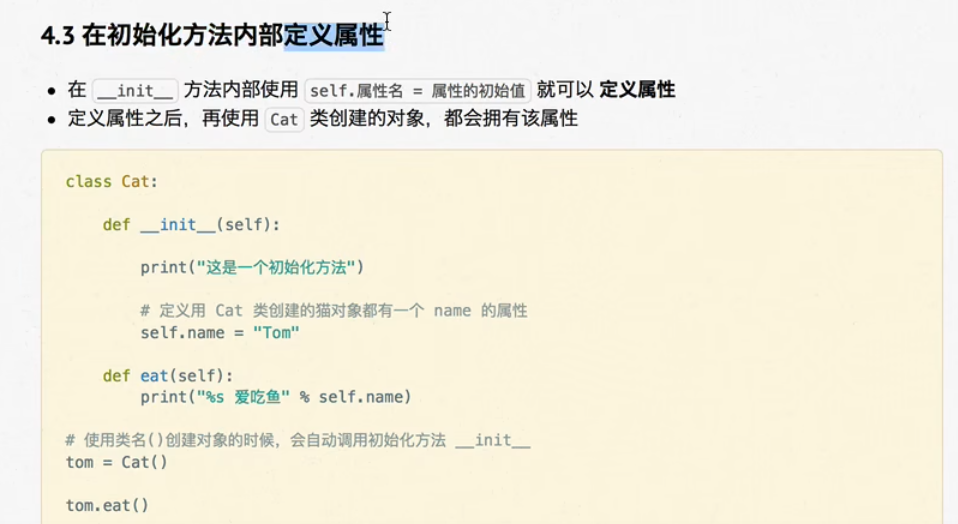 4.3 在初始化方法内部定义属性
• 在 __init__ 方法内部使用 self.属性名 = 属性的初始值 就可以 定义属性
• 定义属性之后，再使用 Cat 类创建的对象，都会拥有该属性
class Cat:
    def __init__(self):
        print("这是一个初始化方法")
        # 定义用 Cat 类创建的猫对象都有一个 name 的属性
        self.name = "Tom"
    def eat(self):
        print("%s 爱吃鱼" % self.name)
# 使用类名()创建对象的时候，会自动调用初始化方法 __init__
tom = Cat()
tom.eat()